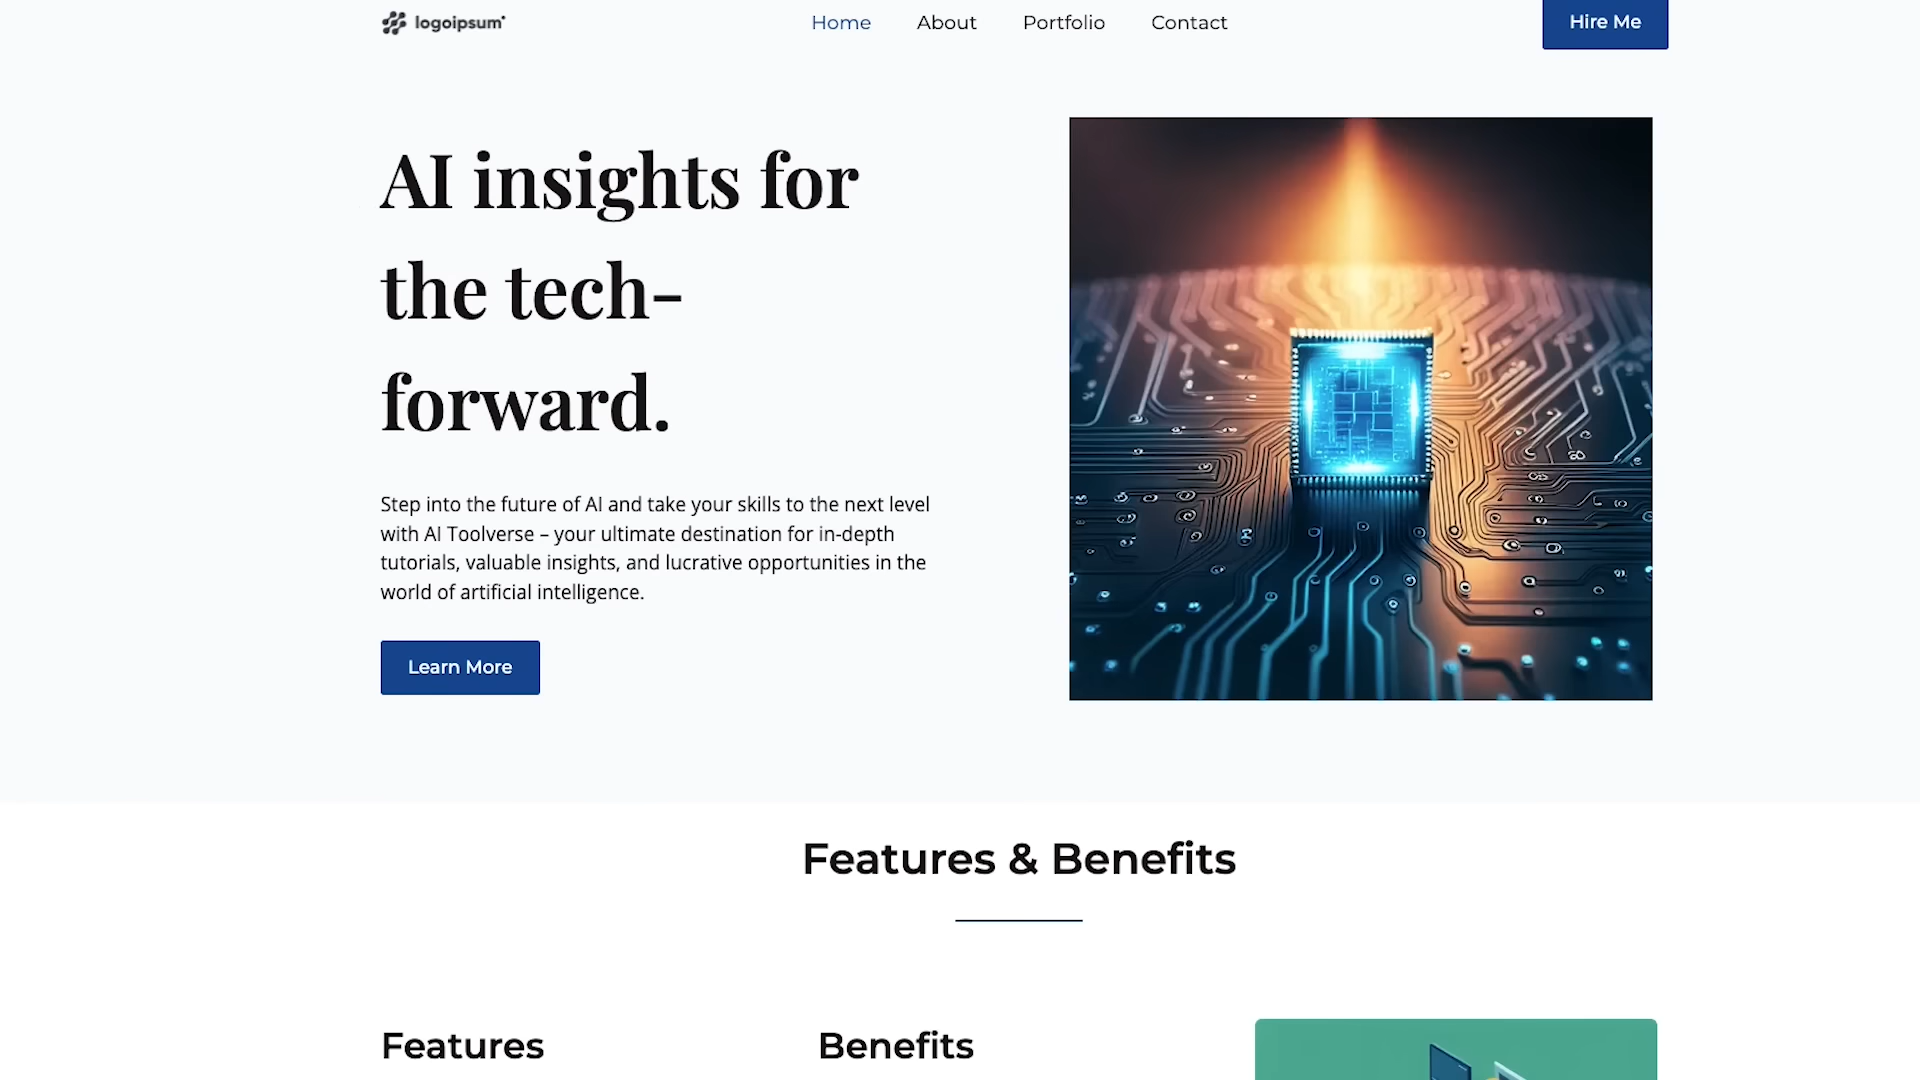 logoipsum
Home About Portfolio Contact
Hire Me
AI insights for
the tech-
forward.
Step into the future of AI and take your skills to the next level
with AI Toolverse – your ultimate destination for in-depth
tutorials, valuable insights, and lucrative opportunities in the
world of artificial intelligence.
Learn More
Features & Benefits
Features
Benefits